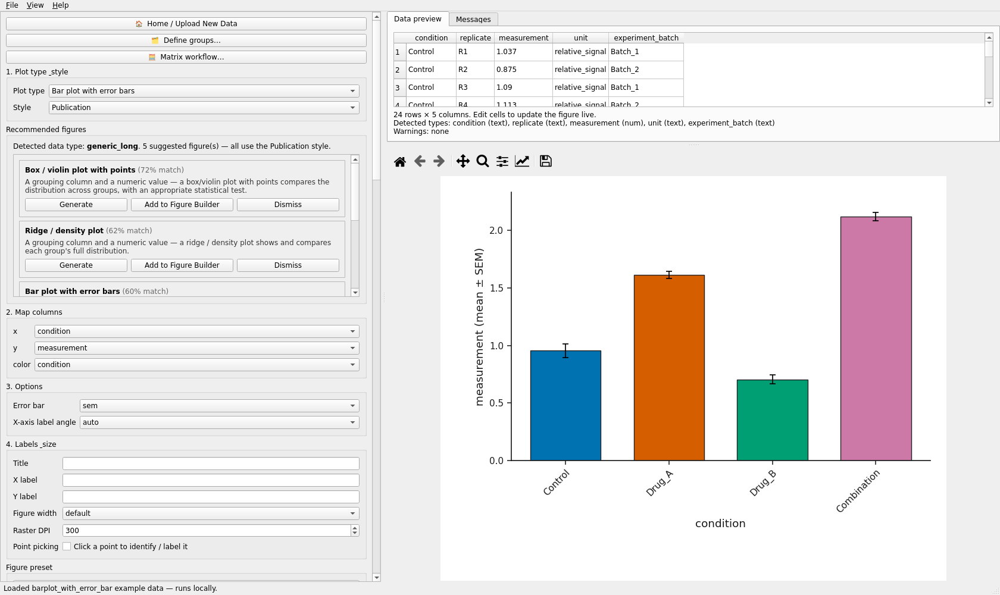 File View Help
Home / Upload New Data
Define groups...
Matrix workflow...
1. Plot type _style
Plot type Bar plot with error bars
Style Publication
Recommended figures
Detected data type: generic_long. 5 suggested figure(s) — all use the Publication style.
Box / violin plot with points (72% match)
A grouping column and a numeric value — a box/violin plot with points compares the
distribution across groups, with an appropriate statistical test.
Generate Add to Figure Builder Dismiss
Ridge / density plot (62% match)
A grouping column and a numeric value — a ridge / density plot shows and compares
each group's full distribution.
Generate Add to Figure Builder Dismiss
Bar plot with error bars (60% match)
2. Map columns
x condition
y measurement
color condition
3. Options
Error bar sem
X-axis label angle auto
4. Labels _size
Title
X label
Y label
Figure width default
Raster DPI 300
Point picking Click a point to identify / label it
Figure preset
Loaded barplot_with_error_bar example data — runs locally.
Data preview Messages
condition replicate measurement unit experiment_batch
1 Control R1 1.037 relative_signal Batch_1
2 Control R2 0.875 relative_signal Batch_2
3 Control R3 1.09 relative_signal Batch_1
4 Control R4 1.113 relative_signal Batch_2
24 rows × 5 columns. Edit cells to update the figure live.
Detected types: condition (text), replicate (text), measurement (num), unit (text), experiment_batch (text)
Warnings: none
measurement (mean ± SEM)
2.0
1.5
1.0
0.5
0.0
Control
Drug_A
Drug_B
Combination
condition